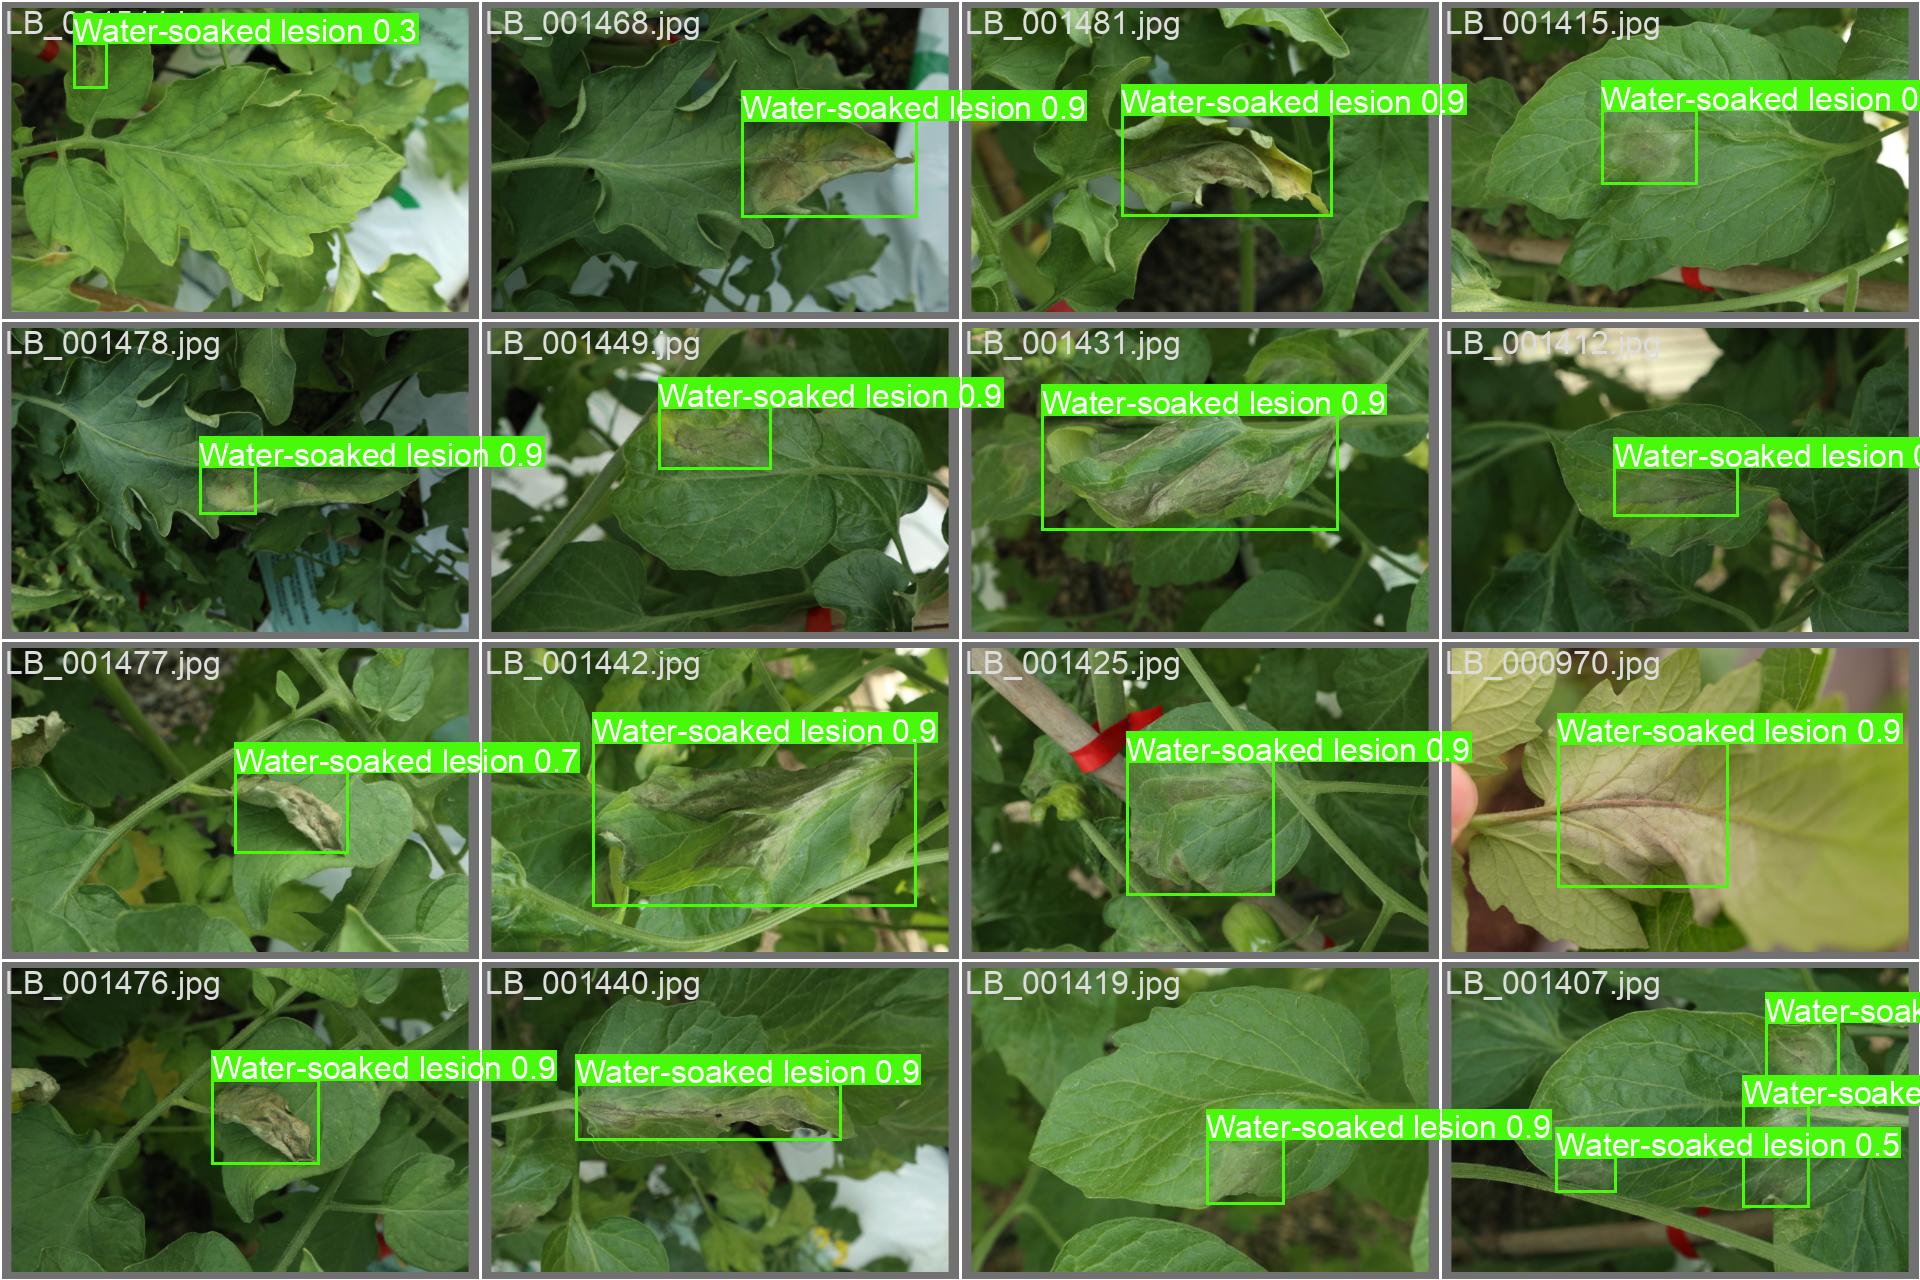 Water-soaked lesion 0.3
LB_001468.jpg
Water-soaked lesion 0.9
LB_001481.jpg
Water-soaked lesion 0.9
LB_001415.jpg
Water-soaked lesion 0
LB_001478.jpg
Water-soaked lesion 0.9
LB_001449.jpg
Water-soaked lesion 0.9
LB_001431.jpg
Water-soaked lesion 0.9
LB_001412.jpg
Water-soaked lesion 0
LB_001477.jpg
Water-soaked lesion 0.7
LB_001442.jpg
Water-soaked lesion 0.9
LB_001425.jpg
Water-soaked lesion 0.9
LB_000970.jpg
Water-soaked lesion 0.9
LB_001476.jpg
Water-soaked lesion 0.9
LB_001440.jpg
Water-soaked lesion 0.9
LB_001419.jpg
Water-soaked lesion 0.9
LB_001407.jpg
Water-soak
Water-soake
Water-soaked lesion 0.5